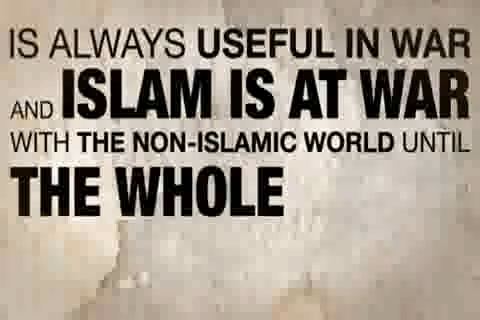 IS ALWAYS USEFUL IN WAR
AND ISLAM IS AT WAR
WITH THE NON-ISLAMIC WORLD UNTIL
THE WHOLE